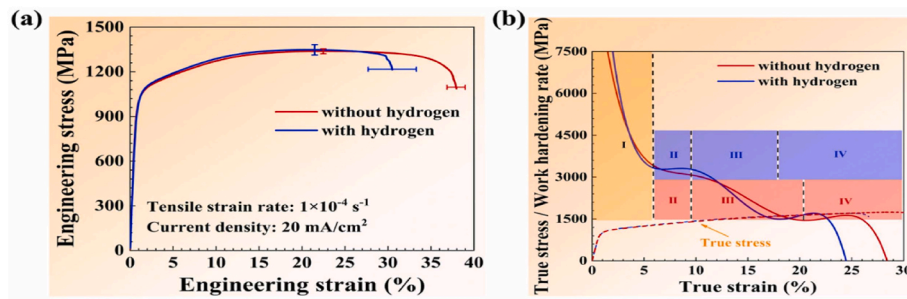 (a)
1500
1200
900
600
300
0
Engineering stress (MPa)
without hydrogen
with hydrogen
Tensile strain rate: 1×10⁻⁴ s⁻¹
Current density: 20 mA/cm²
0 5 10 15 20 25 30 35 40
Engineering strain (%)
(b)
7500
6000
4500
3000
1500
0
True stress / Work hardening rate (MPa)
without hydrogen
with hydrogen
I
II III IV
II III IV
True stress
0 5 10 15 20 25 30
True strain (%)